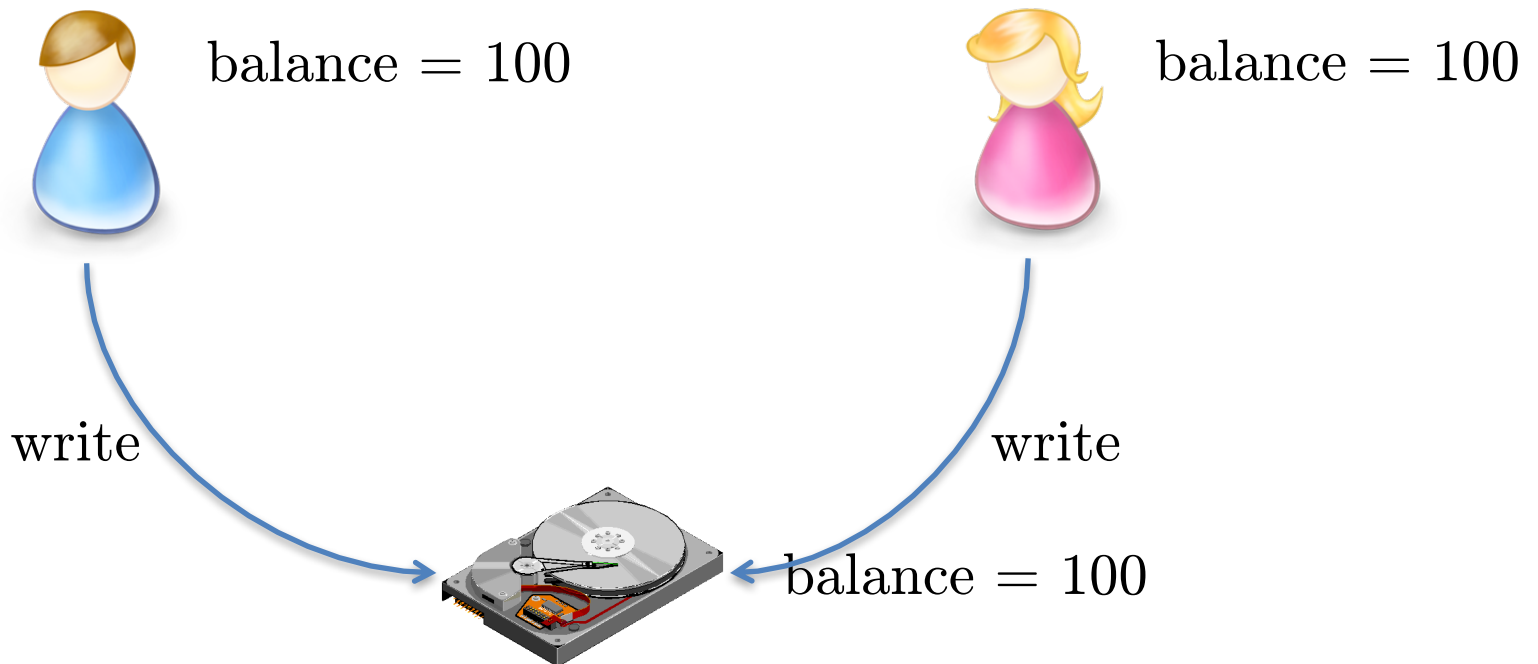 balance = 100
balance = 100
write
write
balance = 100